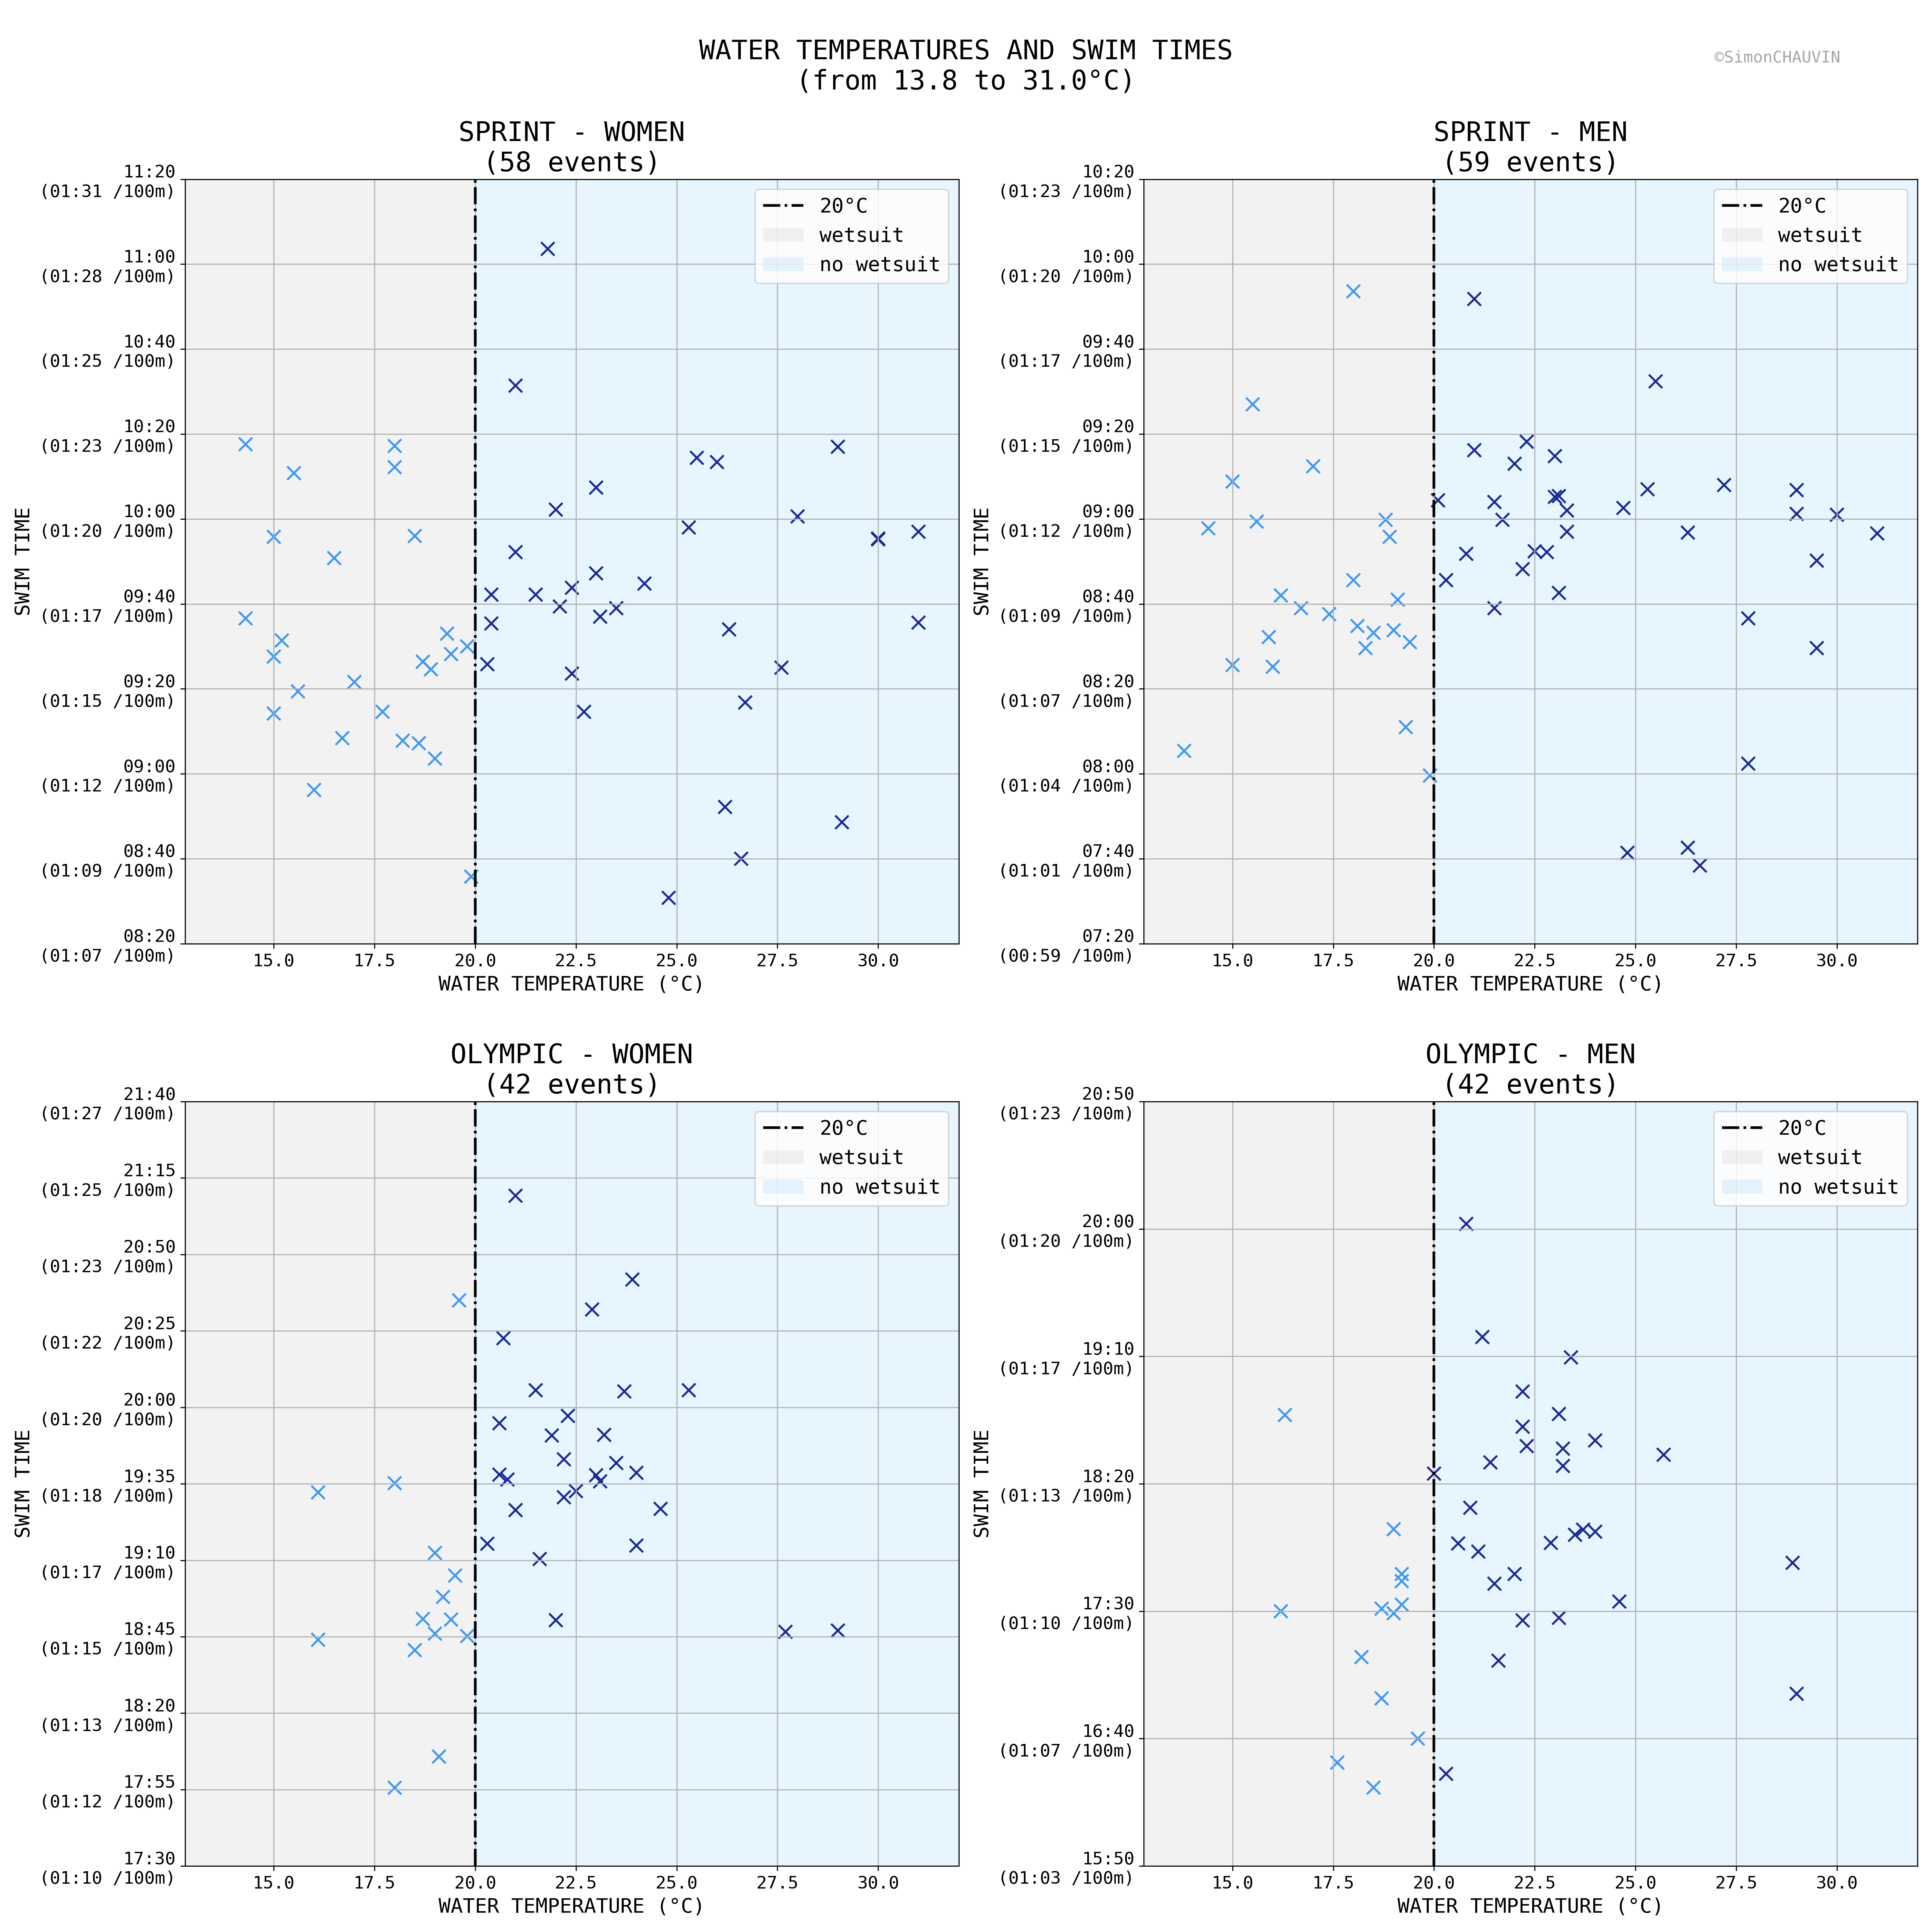 WATER TEMPERATURES AND SWIM TIMES
(from 13.8 to 31.0°C)
©SimonCHAUVIN
SPRINT - WOMEN
(58 events)
11:20
(01:31 /100m)
11:00
(01:28 /100m)
10:40
(01:25 /100m)
10:20
(01:23 /100m)
10:00
(01:20 /100m)
09:40
(01:17 /100m)
09:20
(01:15 /100m)
09:00
(01:12 /100m)
08:40
(01:09 /100m)
08:20
(01:07 /100m)
SWIM TIME
20°C
wetsuit
no wetsuit
15.0 17.5 20.0 22.5 25.0 27.5 30.0
WATER TEMPERATURE (°C)
SPRINT - MEN
(59 events)
10:20
(01:23 /100m)
10:00
(01:20 /100m)
09:40
(01:17 /100m)
09:20
(01:15 /100m)
09:00
(01:12 /100m)
08:40
(01:09 /100m)
08:20
(01:07 /100m)
08:00
(01:04 /100m)
07:40
(01:01 /100m)
07:20
(00:59 /100m)
SWIM TIME
20°C
wetsuit
no wetsuit
15.0 17.5 20.0 22.5 25.0 27.5 30.0
WATER TEMPERATURE (°C)
OLYMPIC - WOMEN
(42 events)
21:40
(01:27 /100m)
21:15
(01:25 /100m)
20:50
(01:23 /100m)
20:25
(01:22 /100m)
20:00
(01:20 /100m)
19:35
(01:18 /100m)
19:10
(01:17 /100m)
18:45
(01:15 /100m)
18:20
(01:13 /100m)
17:55
(01:12 /100m)
17:30
(01:10 /100m)
SWIM TIME
20°C
wetsuit
no wetsuit
15.0 17.5 20.0 22.5 25.0 27.5 30.0
WATER TEMPERATURE (°C)
OLYMPIC - MEN
(42 events)
20:50
(01:23 /100m)
20:00
(01:20 /100m)
19:10
(01:17 /100m)
18:20
(01:13 /100m)
17:30
(01:10 /100m)
16:40
(01:07 /100m)
15:50
(01:03 /100m)
SWIM TIME
20°C
wetsuit
no wetsuit
15.0 17.5 20.0 22.5 25.0 27.5 30.0
WATER TEMPERATURE (°C)